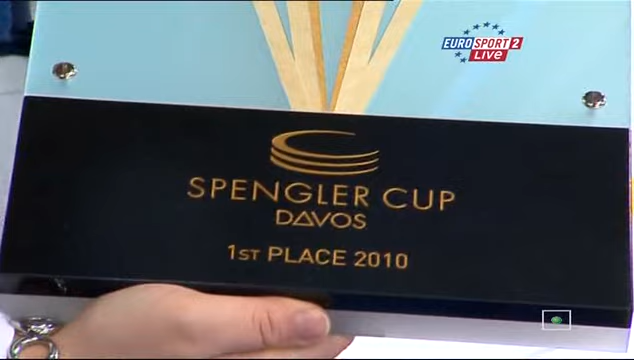 EUROSPORT 2
LIVE
SPENGLER CUP
DAVOS
1ST PLACE 2010